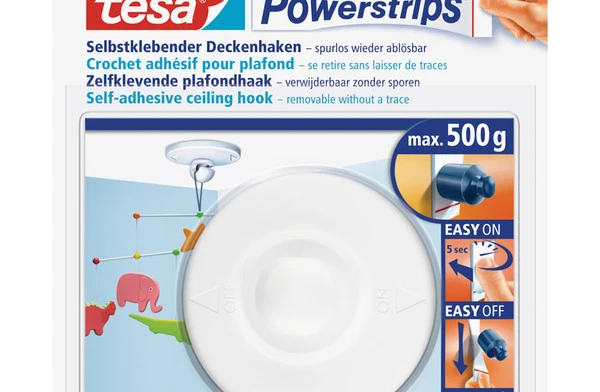 tesa
Powerstrips
Selbstklebender Deckenhaken – spurlos wieder ablösbar
Crochet adhésif pour plafond – se retire sans laisser de traces
Zelfklevende plafondhaak – verwijderbaar zonder sporen
Self-adhesive ceiling hook – removable without a trace
max. 500 g
EASY ON
5 sec
OFF
ON
EASY OFF